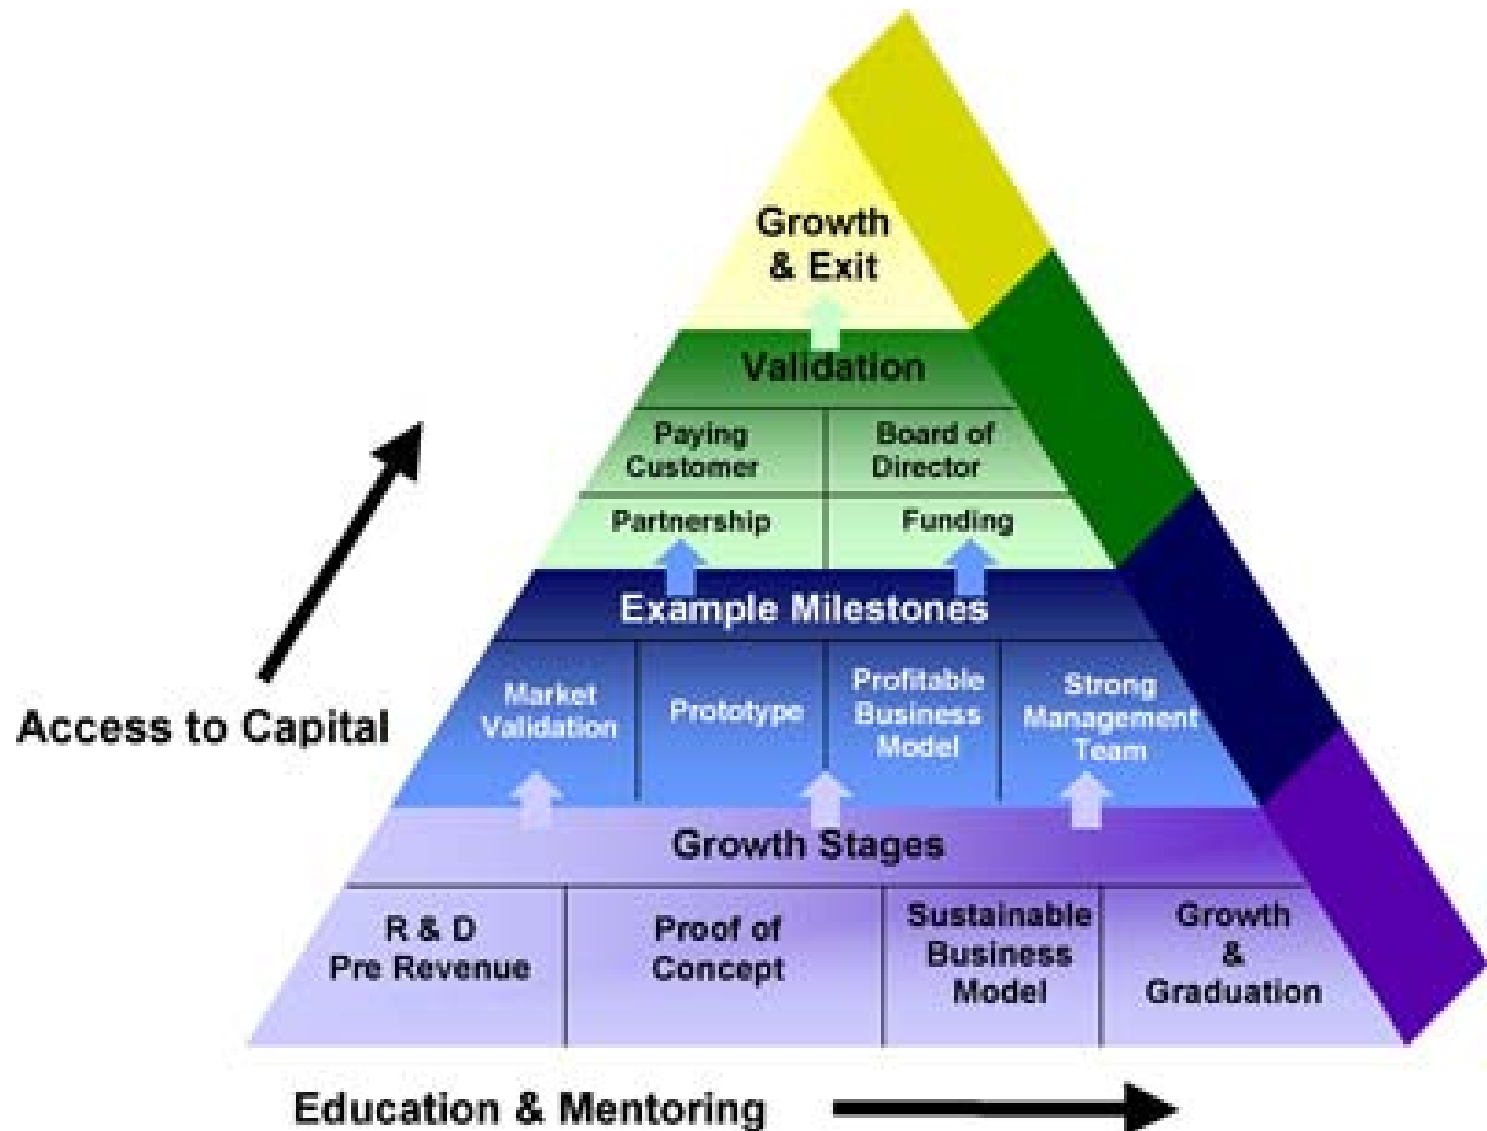 Growth
& Exit
Validation
Paying
Customer
Board of
Director
Partnership
Funding
Example Milestones
Market
Validation
Prototype
Profitable
Business
Model
Strong
Management
Team
Access to Capital
Growth Stages
R & D
Pre Revenue
Proof of
Concept
Sustainable
Business
Model
Growth
&
Graduation
Education & Mentoring